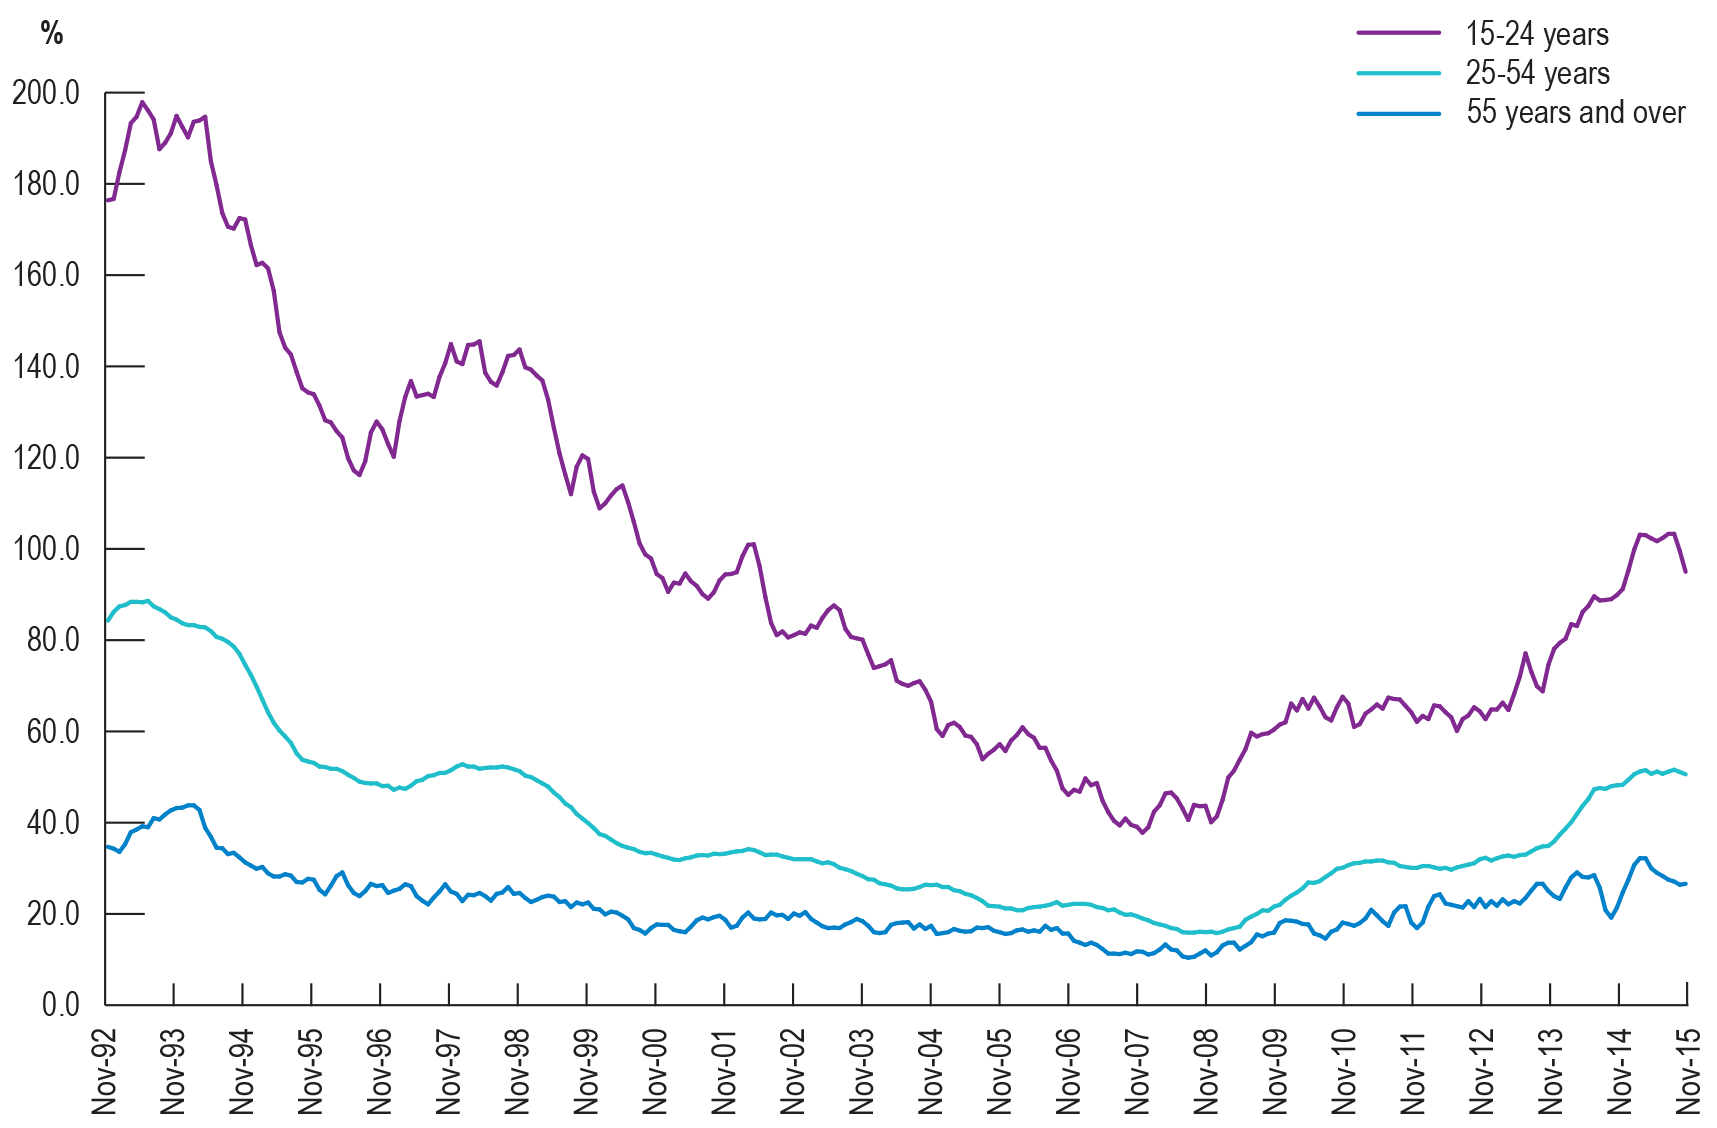 %
15-24 years
25-54 years
55 years and over
200.0
180.0
160.0
140.0
120.0
100.0
80.0
60.0
40.0
20.0
0.0
Nov-92
Nov-93
Nov-94
Nov-95
Nov-96
Nov-97
Nov-98
Nov-99
Nov-00
Nov-01
Nov-02
Nov-03
Nov-04
Nov-05
Nov-06
Nov-07
Nov-08
Nov-09
Nov-10
Nov-11
Nov-12
Nov-13
Nov-14
Nov-15